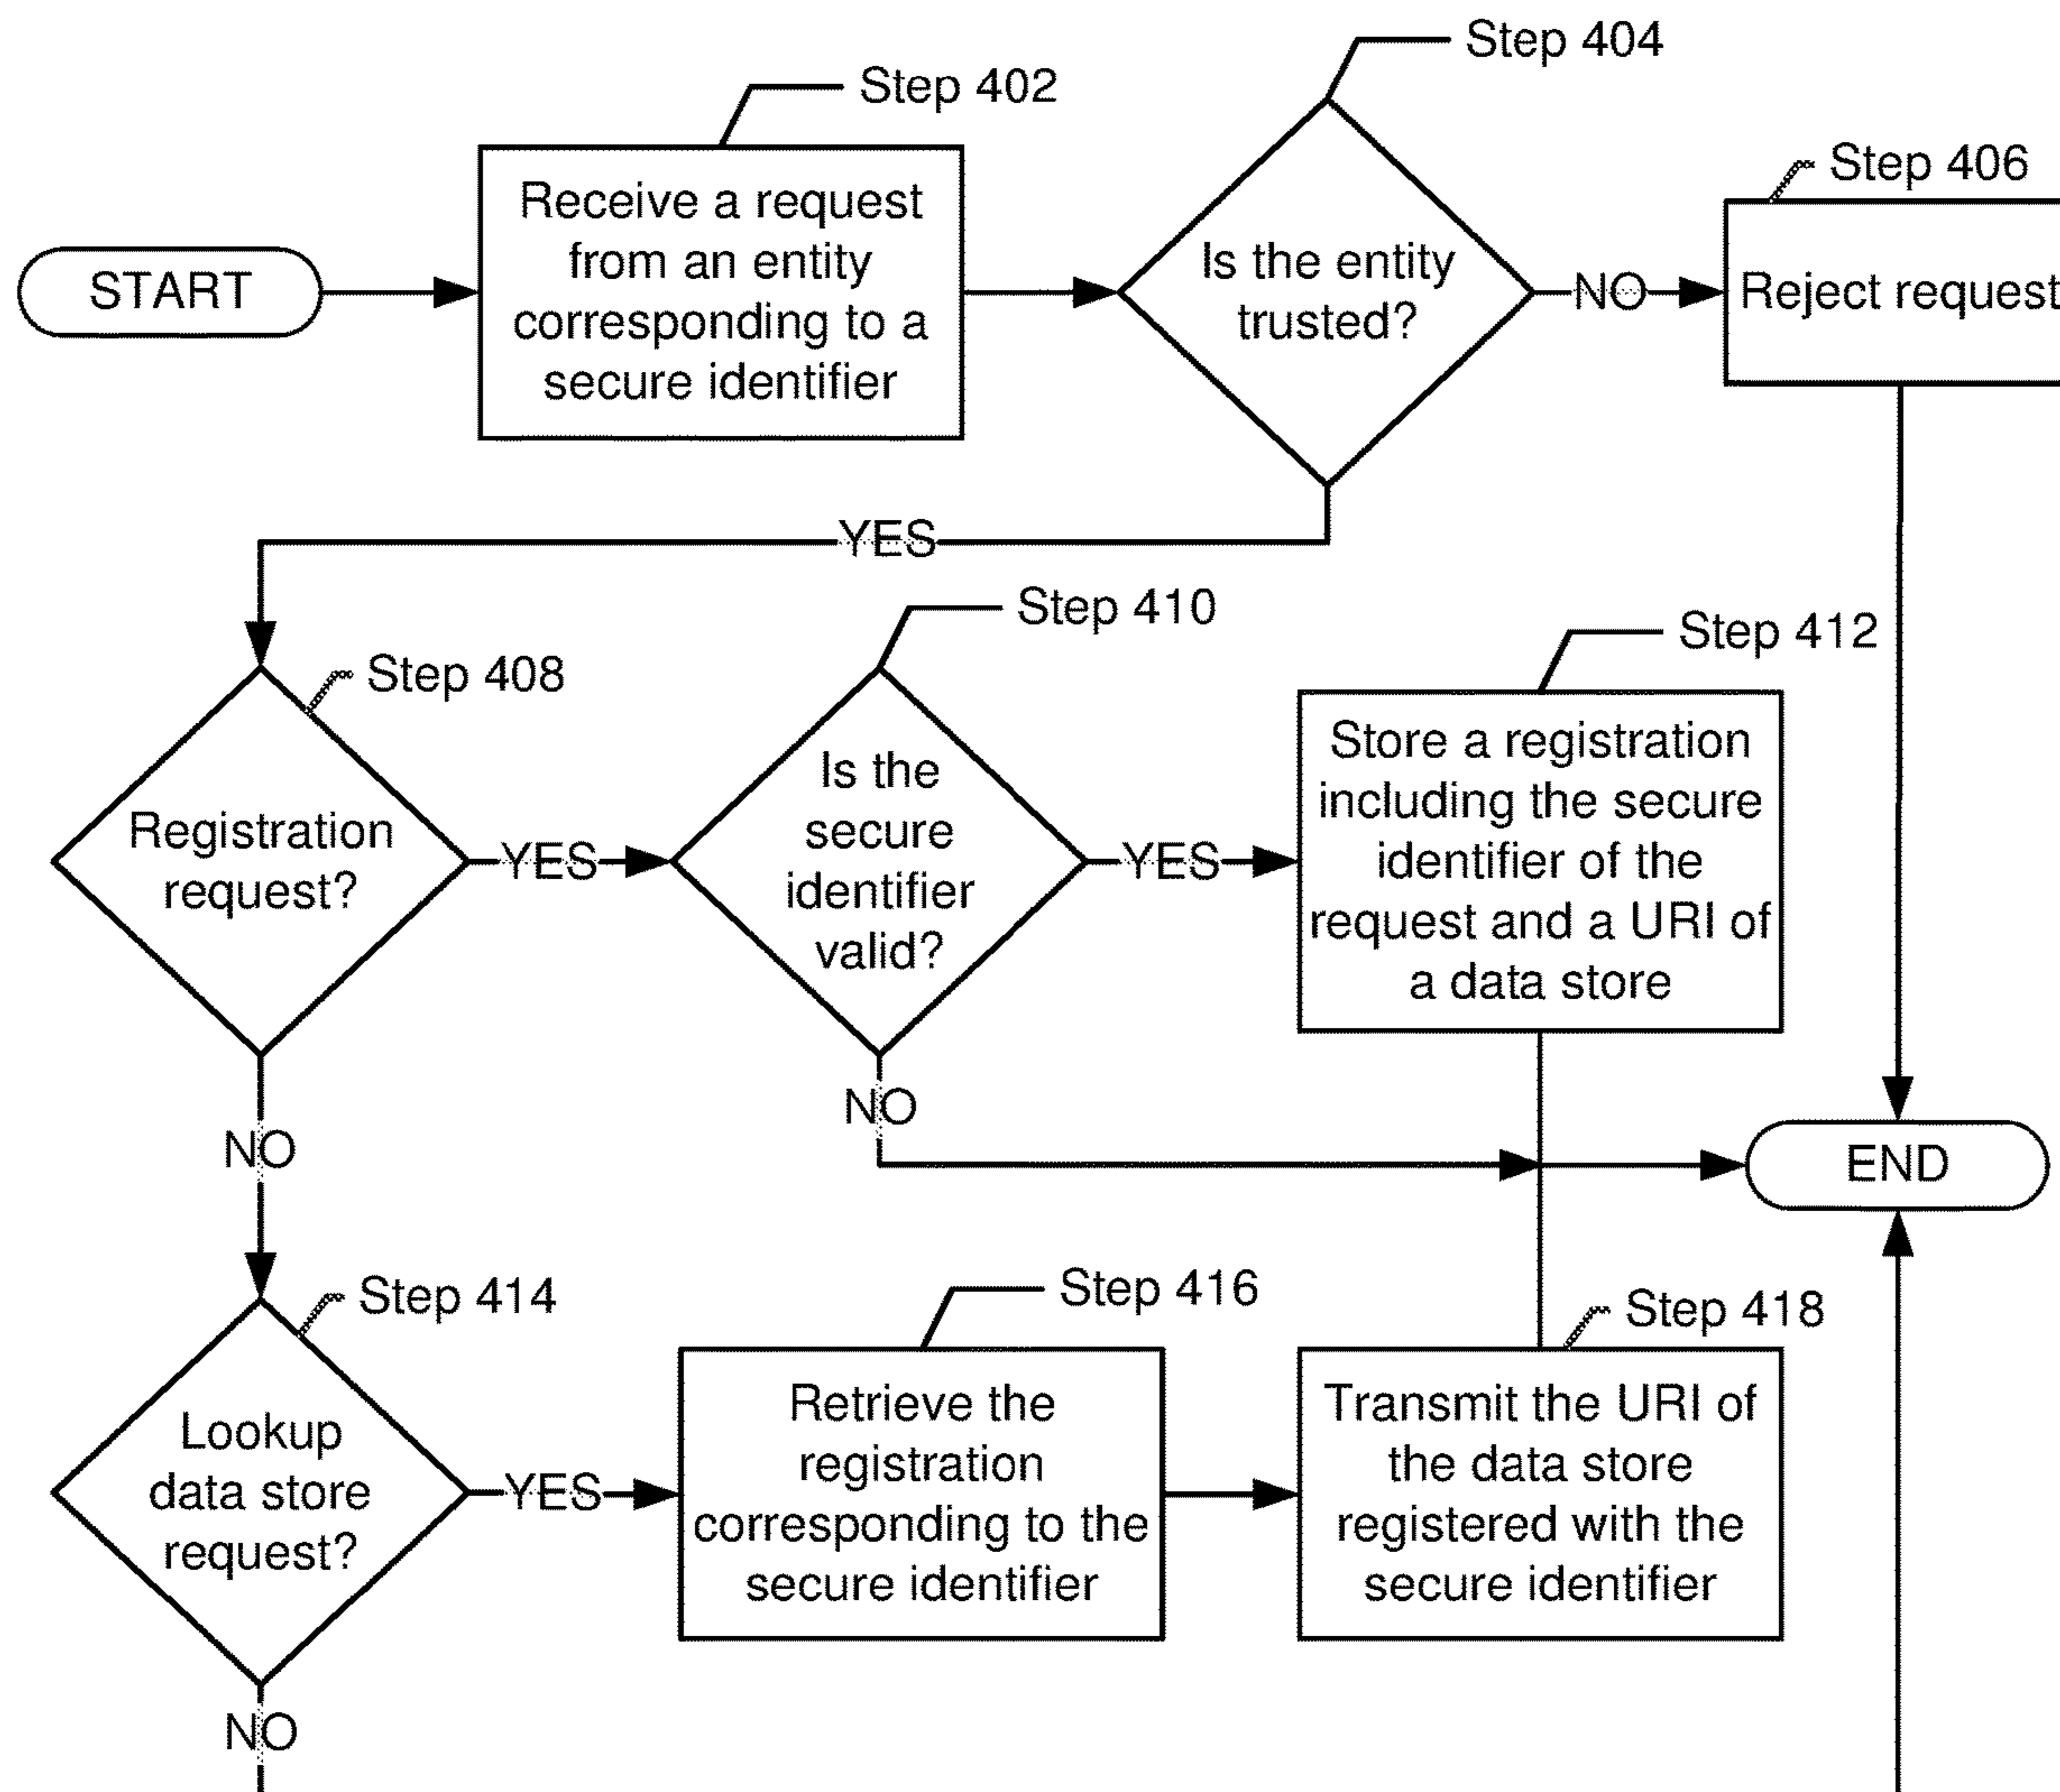 Step 404
Step 402
Step 406
START
Receive a request
from an entity
corresponding to a
secure identifier
Is the entity
trusted?
NO
Reject request
YES
Step 410
Step 412
Step 408
Registration
request?
YES
Is the
secure
identifier
valid?
YES
Store a registration
including the secure
identifier of the
request and a URI of
a data store
NO
NO
END
Step 414
Step 416
Step 418
Lookup
data store
request?
YES
Retrieve the
registration
corresponding to the
secure identifier
Transmit the URI of
the data store
registered with the
secure identifier
NO